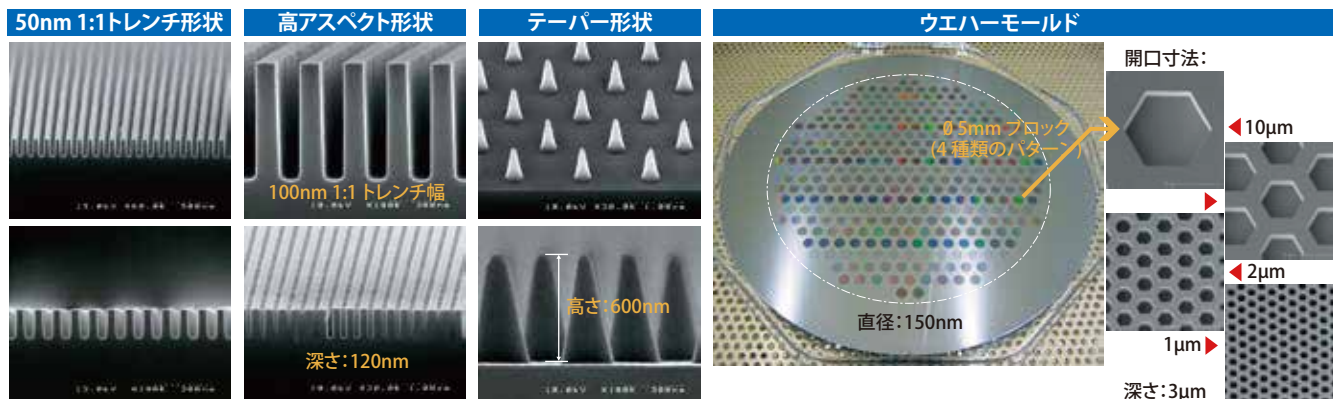 50nm 1:1トレンチ形状
高アスペクト形状
テーパー形状
ウエハーモールド
100nm 1:1 トレンチ幅
深さ:120nm
高さ:600nm
Ø 5mm ブロック
(4 種類のパターン)
直径:150nm
開口寸法:
10µm
2µm
1µm
深さ:3µm